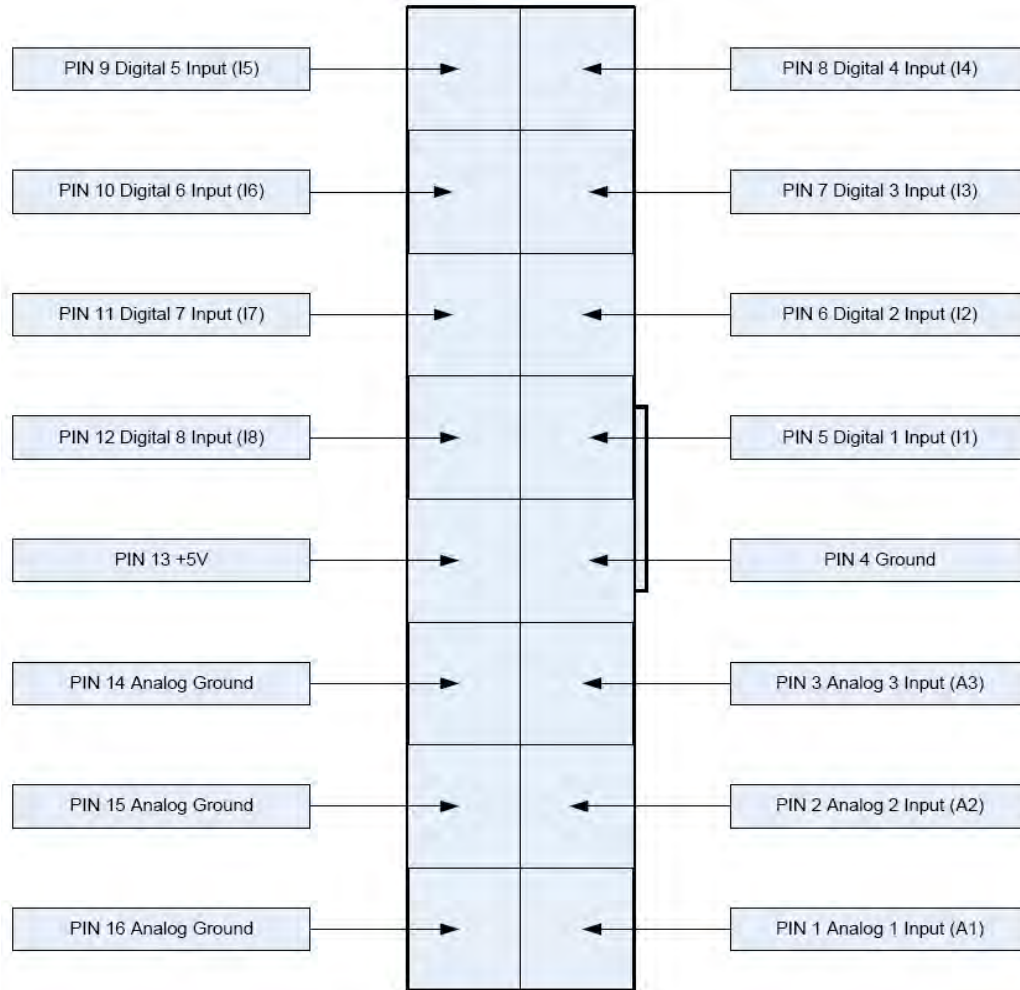 PIN 9 Digital 5 Input (I5)
PIN 8 Digital 4 Input (I4)
PIN 10 Digital 6 Input (I6)
PIN 7 Digital 3 Input (I3)
PIN 11 Digital 7 Input (I7)
PIN 6 Digital 2 Input (I2)
PIN 12 Digital 8 Input (I8)
PIN 5 Digital 1 Input (I1)
PIN 13 +5V
PIN 4 Ground
PIN 14 Analog Ground
PIN 3 Analog 3 Input (A3)
PIN 15 Analog Ground
PIN 2 Analog 2 Input (A2)
PIN 16 Analog Ground
PIN 1 Analog 1 Input (A1)